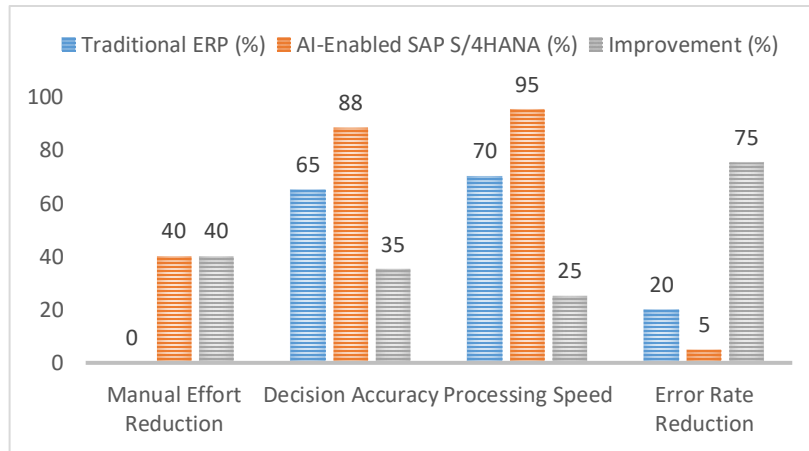 Traditional ERP (%) AI-Enabled SAP S/4HANA (%) Improvement (%)
100
80
60
40
20
0
0
40
40
65
88
35
70
95
25
20
5
75
Manual Effort
Reduction
Decision Accuracy
Processing Speed
Error Rate
Reduction